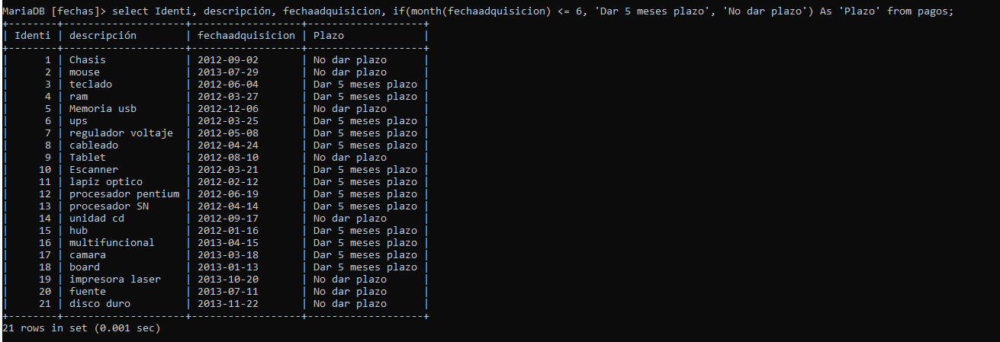 MariaDB [fechas]> select Identi, descripción, fechaadquisicion, if(month(fechaadquisicion) <= 6, 'Dar 5 meses plazo', 'No dar plazo') As 'Plazo' from pagos;
+--------+--------------------+------------------+-------------------+
| Identi | descripción        | fechaadquisicion | Plazo             |
+--------+--------------------+------------------+-------------------+
|      1 | Chasis             | 2012-09-02       | No dar plazo      |
|      2 | mouse              | 2013-07-29       | No dar plazo      |
|      3 | teclado            | 2012-06-04       | Dar 5 meses plazo |
|      4 | ram                | 2012-03-27       | Dar 5 meses plazo |
|      5 | Memoria usb        | 2012-12-06       | No dar plazo      |
|      6 | ups                | 2012-03-25       | Dar 5 meses plazo |
|      7 | regulador voltaje  | 2012-05-08       | Dar 5 meses plazo |
|      8 | cableado           | 2012-04-24       | Dar 5 meses plazo |
|      9 | Tablet             | 2012-08-10       | No dar plazo      |
|     10 | Escanner           | 2012-03-21       | Dar 5 meses plazo |
|     11 | lapiz optico       | 2012-02-12       | Dar 5 meses plazo |
|     12 | procesador pentium | 2012-06-19       | Dar 5 meses plazo |
|     13 | procesador SN      | 2012-04-14       | Dar 5 meses plazo |
|     14 | unidad cd          | 2012-09-17       | No dar plazo      |
|     15 | hub                | 2012-01-16       | Dar 5 meses plazo |
|     16 | multifuncional     | 2013-04-15       | Dar 5 meses plazo |
|     17 | camara             | 2013-03-18       | Dar 5 meses plazo |
|     18 | board              | 2013-01-13       | Dar 5 meses plazo |
|     19 | impresora laser    | 2013-10-20       | No dar plazo      |
|     20 | fuente             | 2013-07-11       | No dar plazo      |
|     21 | disco duro         | 2013-11-22       | No dar plazo      |
+--------+--------------------+------------------+-------------------+
21 rows in set (0.001 sec)